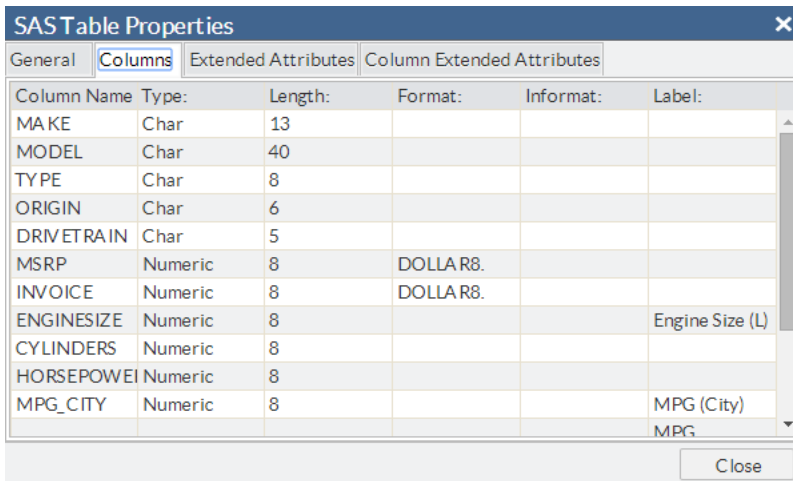 SAS Table Properties
General Columns Extended Attributes Column Extended Attributes
Column Name Type: Length: Format: Informat: Label:
MAKE Char 13
MODEL Char 40
TYPE Char 8
ORIGIN Char 6
DRIVETRAIN Char 5
MSRP Numeric 8 DOLLAR8.
INVOICE Numeric 8 DOLLAR8.
ENGINESIZE Numeric 8 Engine Size (L)
CYLINDERS Numeric 8
HORSEPOWE Numeric 8
MPG_CITY Numeric 8 MPG (City)
MPG
Close